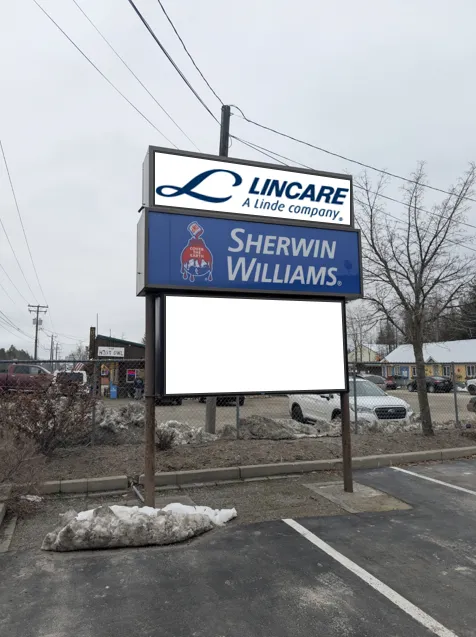 LINCARE
A Linde company®
COVER THE EARTH
SHERWIN
WILLIAMS®